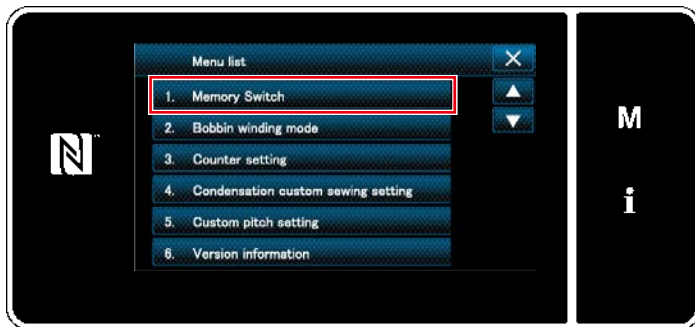 Menu list
1. Memory Switch
2. Bobbin winding mode
3. Counter setting
4. Condensation custom sewing setting
5. Custom pitch setting
6. Version information
M
i